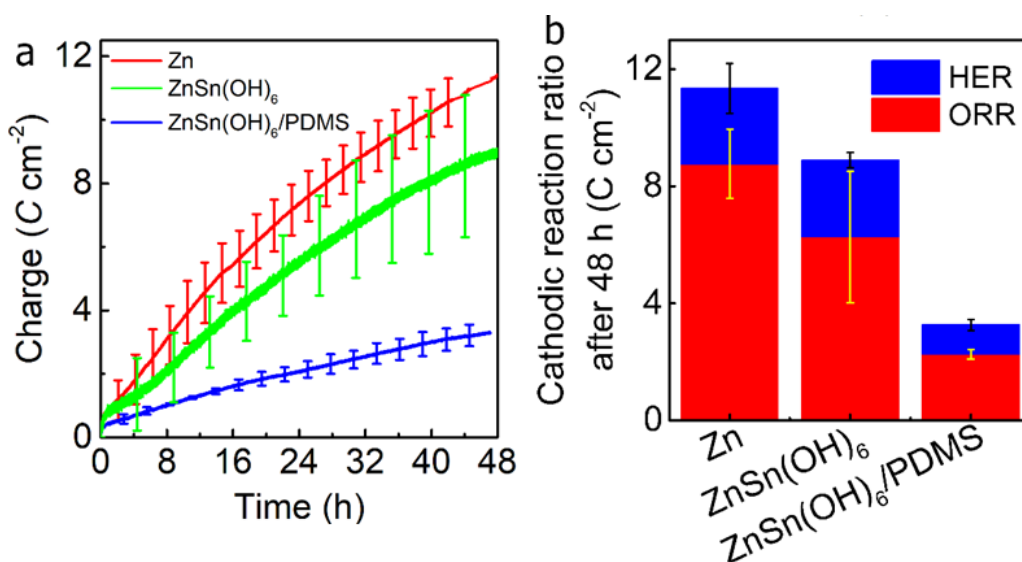 a
12
8
4
0
Charge (C cm⁻²)
Zn
ZnSn(OH)₆
ZnSn(OH)₆/PDMS
0 8 16 24 32 40 48
Time (h)
b
12
8
4
0
Cathodic reaction ratio
after 48 h (C cm⁻²)
HER
ORR
Zn
ZnSn(OH)₆
ZnSn(OH)₆/PDMS